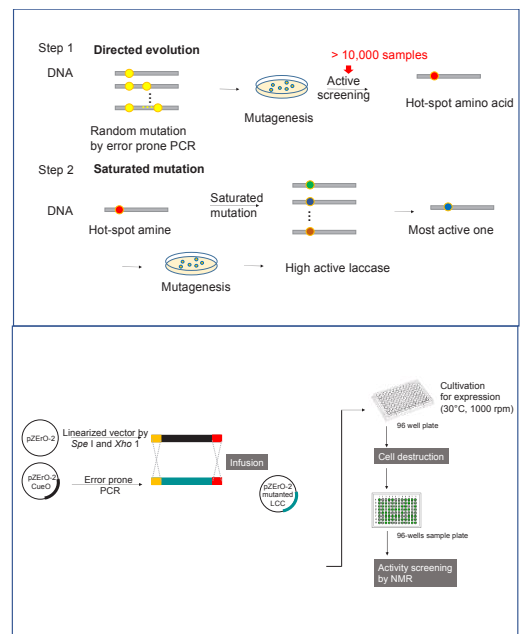 Step 1 Directed evolution
> 10,000 samples
DNA
Active
screening
Mutagenesis
Hot-spot amino acid
Random mutation
by error prone PCR
Step 2 Saturated mutation
DNA
Saturated
mutation
Hot-spot amine
Most active one
Mutagenesis
High active laccase
Cultivation
for expression
(30°C, 1000 rpm)
96 well plate
pZErO-2
Linearized vector by
Spe I and Xho 1
Infusion
Cell destruction
pZErO-2
CueO
Error prone
PCR
pZErO-2
mutanted
LCC
96-wells sample plate
Activity screening
by NMR